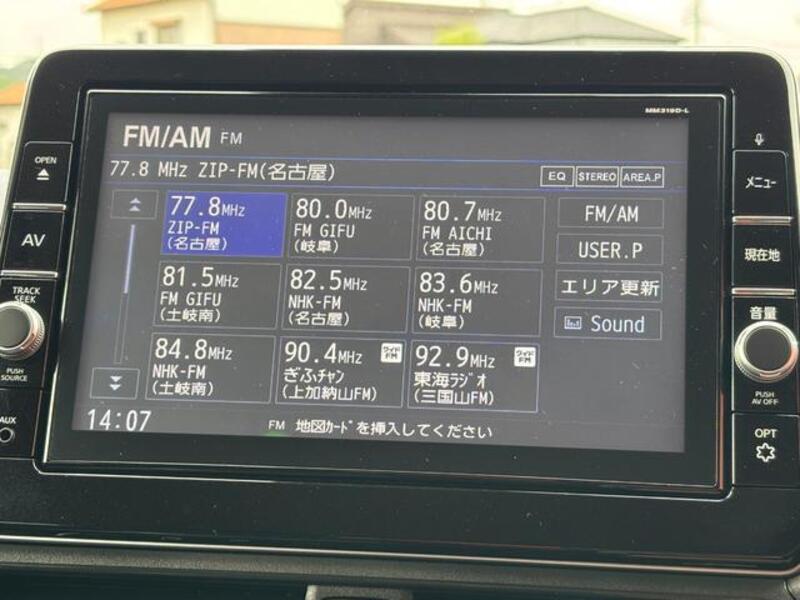 MM319D-L
FM/AM FM
77.8 MHz ZIP-FM(名古屋)
EQ STEREO AREA.P
77.8MHz
ZIP-FM
(名古屋)
80.0MHz
FM GIFU
(岐阜)
80.7MHz
FM AICHI
(名古屋)
81.5MHz
FM GIFU
(土岐南)
82.5MHz
NHK-FM
(名古屋)
83.6MHz
NHK-FM
(岐阜)
84.8MHz
NHK-FM
(土岐南)
90.4MHz ワイドFM
ぎふチャン
(上加納山FM)
92.9MHz ワイドFM
東海ラジオ
(三国山FM)
FM/AM
USER.P
エリア更新
Sound
14:07
FM 地図カードを挿入してください
OPEN
AV
TRACK
SEEK
PUSH
SOURCE
AUX
メニュー
現在地
音量
PUSH
AV OFF
OPT